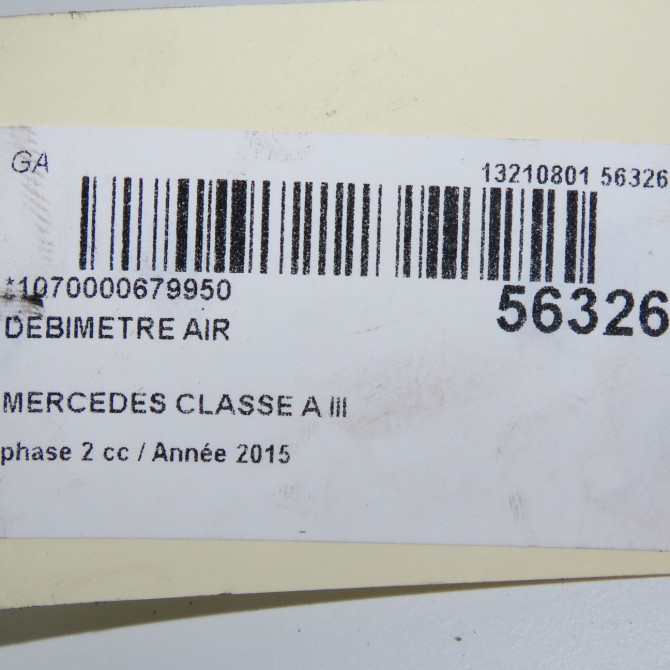 GA
13210801 56326
*1070000679950
56326
DEBIMETRE AIR
MERCEDES CLASSE A III
phase 2 cc / Année 2015